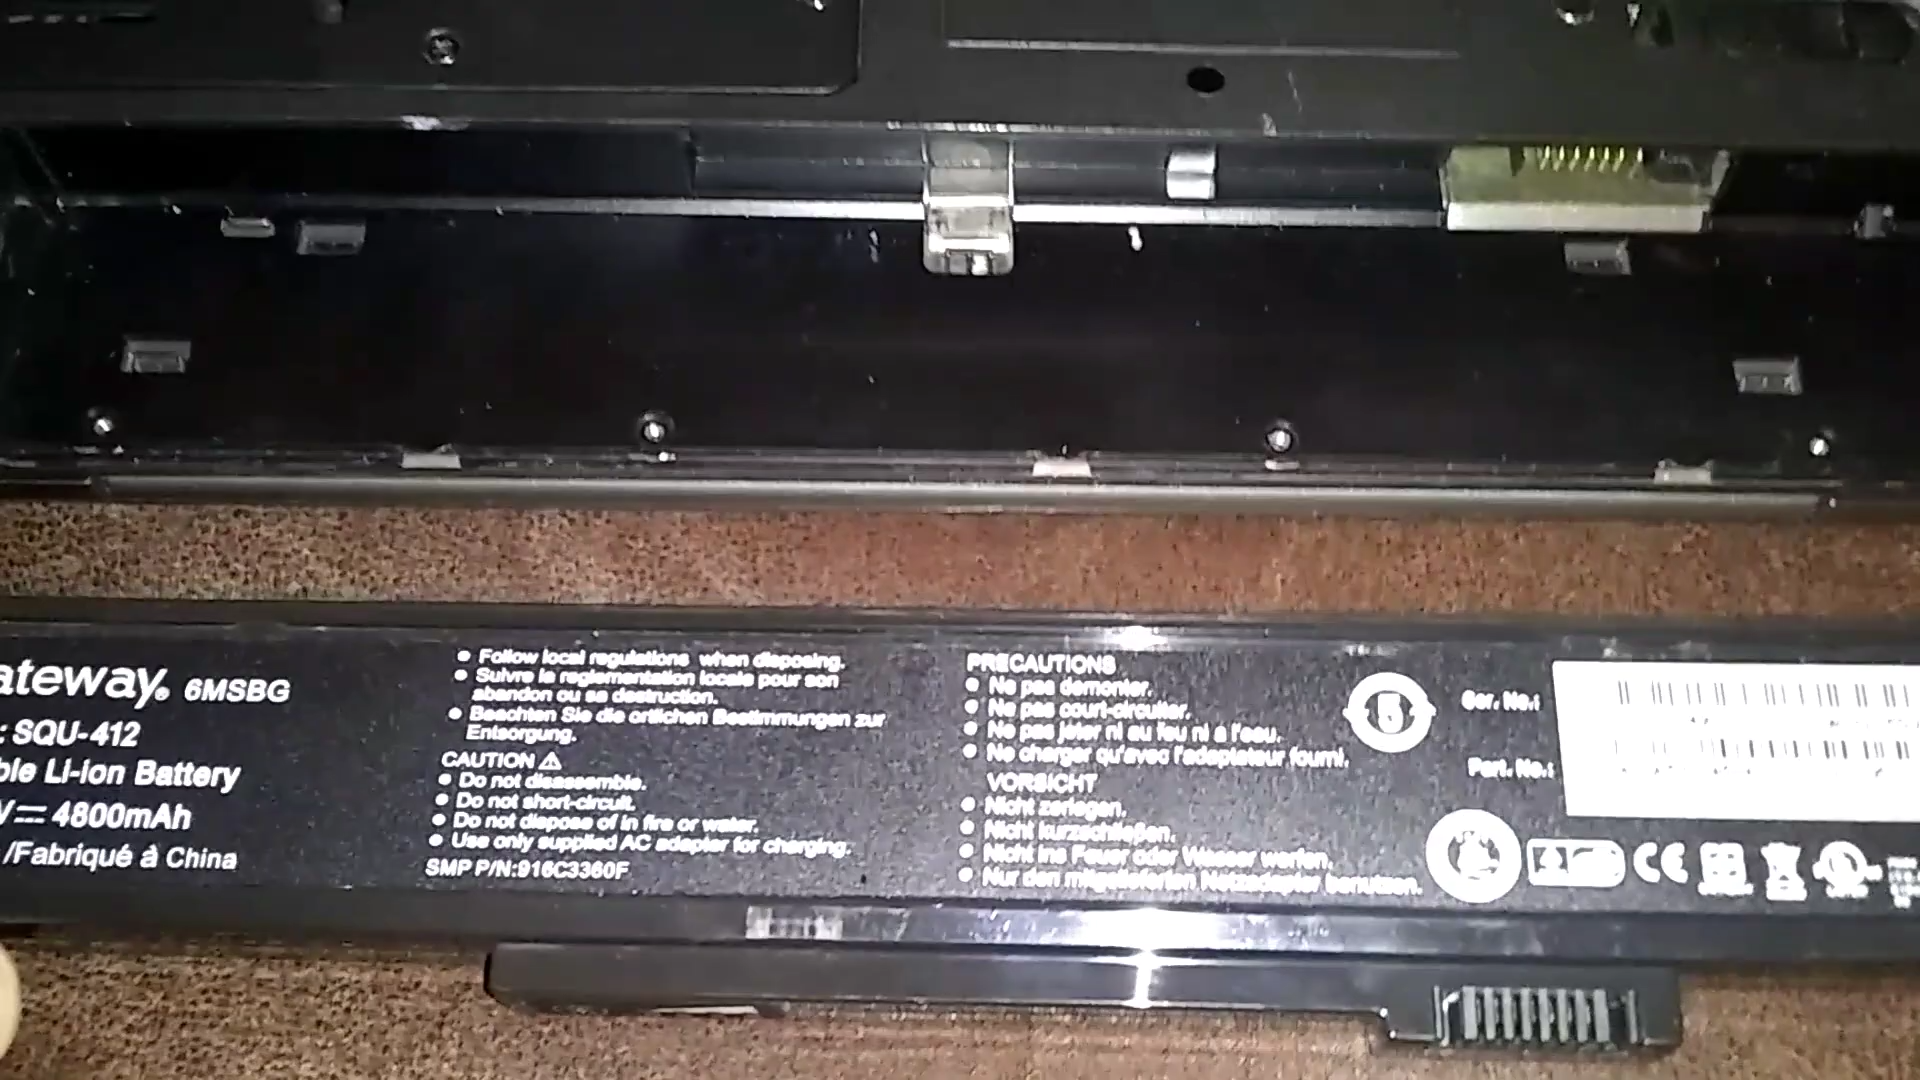 ateway® 6MSBG
: SQU-412
ble Li-ion Battery
V⎓ 4800mAh
/Fabriqué à China
● Follow local regulations when disposing.
● Suivre la reglementation locale pour son
abandon ou sa destruction.
● Beachten Sie die ortlichen Bestimmungen zur
Entsorgung.
CAUTION ⚠
● Do not disassemble.
● Do not short-circuit.
● Do not dispose of in fire or water.
● Use only supplied AC adapter for charging.
SMP P/N:916C3360F
PRECAUTIONS
● Ne pas demonter.
● Ne pas court-circuiter.
● Ne pas jeter ni au feu ni a l'eau.
● Ne charger qu'avec l'adaptateur fourni.
VORSICHT
● Nicht zerlegen.
● Nicht kurzschließen.
● Nicht ins Feuer oder Wasser werfen.
● Nur den mitgelieferten Netzadapter benutzen.
Ser. No.:
Part. No.:
CE